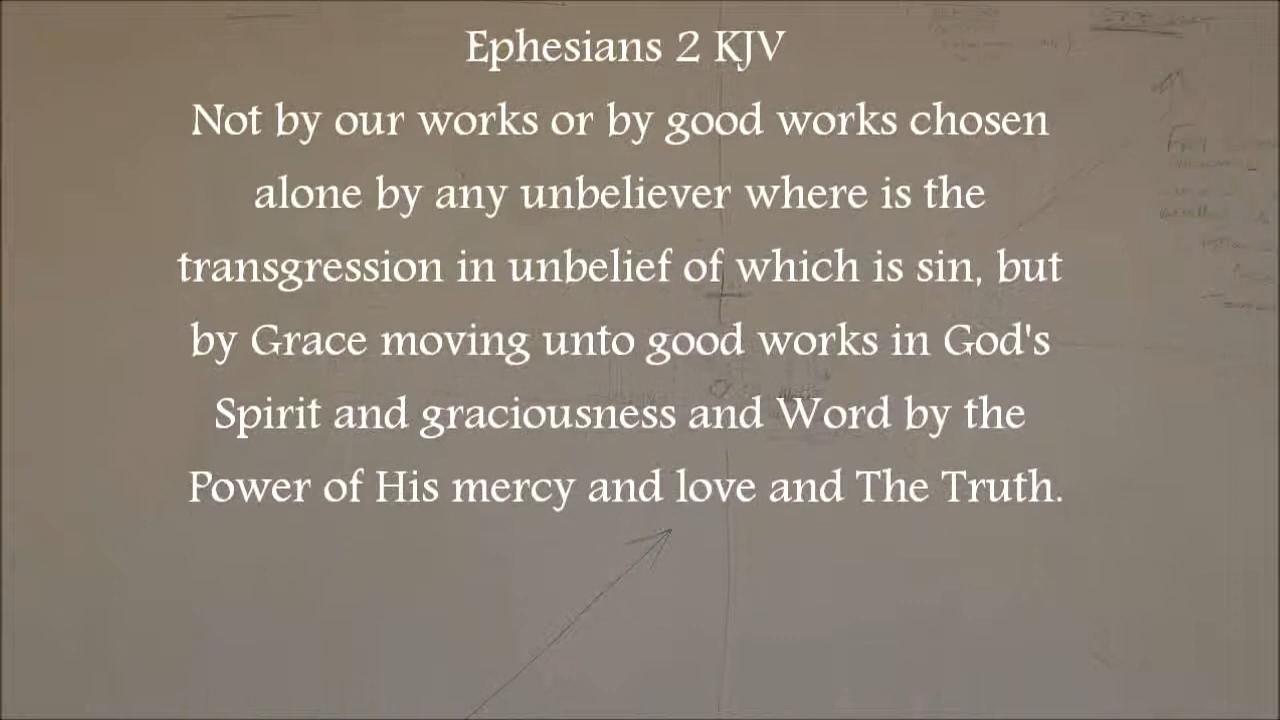 Ephesians 2 KJV
Not by our works or by good works chosen
alone by any unbeliever where is the
transgression in unbelief of which is sin, but
by Grace moving unto good works in God's
Spirit and graciousness and Word by the
Power of His mercy and love and The Truth.